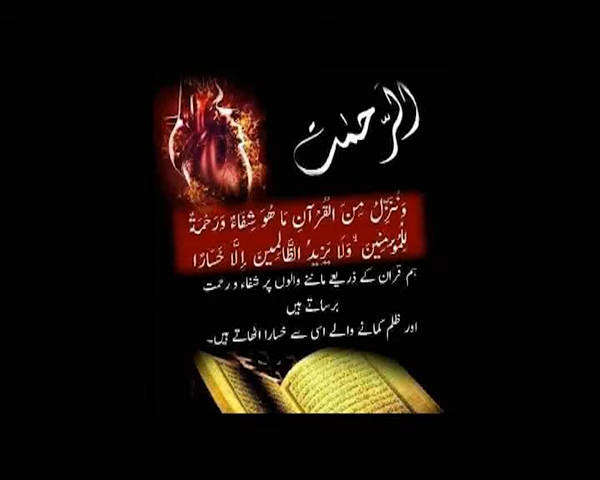 الرَّحمٰت
وَنُنَزِّلُ مِنَ الْقُرْآنِ مَا هُوَ شِفَاءٌ وَرَحْمَةٌ
لِّلْمُؤْمِنِينَ ۙ وَلَا يَزِيدُ الظَّالِمِينَ إِلَّا خَسَارًا
ہم قران کے ذریعے ماننے والوں پر شفاء و رحمت
برساتے ہیں
اور ظلم کمانے والے اسی سے خسارا اٹھاتے ہیں۔